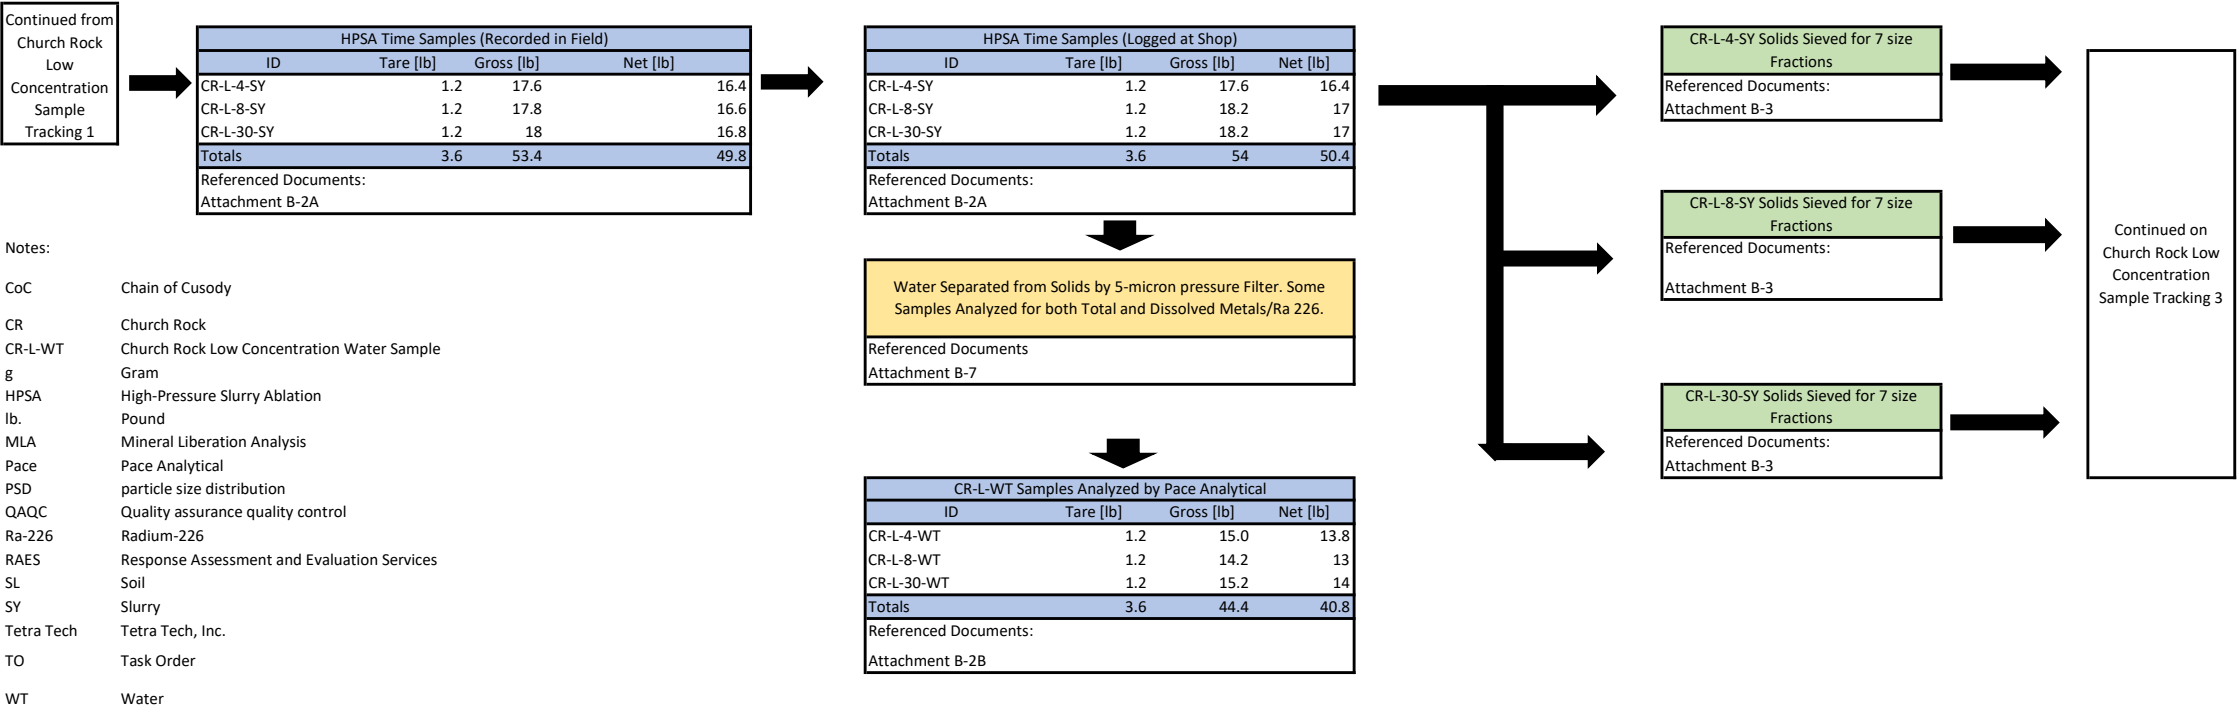 Continued from
Church Rock
Low
Concentration
Sample
Tracking 1
HPSA Time Samples (Recorded in Field)
ID Tare [lb] Gross [lb] Net [lb]
CR-L-4-SY 1.2 17.6 16.4
CR-L-8-SY 1.2 17.8 16.6
CR-L-30-SY 1.2 18 16.8
Totals 3.6 53.4 49.8
Referenced Documents:
Attachment B-2A
HPSA Time Samples (Logged at Shop)
ID Tare [lb] Gross [lb] Net [lb]
CR-L-4-SY 1.2 17.6 16.4
CR-L-8-SY 1.2 18.2 17
CR-L-30-SY 1.2 18.2 17
Totals 3.6 54 50.4
Referenced Documents:
Attachment B-2A
Water Separated from Solids by 5-micron pressure Filter. Some
Samples Analyzed for both Total and Dissolved Metals/Ra 226.
Referenced Documents
Attachment B-7
CR-L-WT Samples Analyzed by Pace Analytical
ID Tare [lb] Gross [lb] Net [lb]
CR-L-4-WT 1.2 15.0 13.8
CR-L-8-WT 1.2 14.2 13
CR-L-30-WT 1.2 15.2 14
Totals 3.6 44.4 40.8
Referenced Documents:
Attachment B-2B
CR-L-4-SY Solids Sieved for 7 size
Fractions
Referenced Documents:
Attachment B-3
CR-L-8-SY Solids Sieved for 7 size
Fractions
Referenced Documents:
Attachment B-3
CR-L-30-SY Solids Sieved for 7 size
Fractions
Referenced Documents:
Attachment B-3
Continued on
Church Rock Low
Concentration
Sample Tracking 3
Notes:
CoC Chain of Cusody
CR Church Rock
CR-L-WT Church Rock Low Concentration Water Sample
g Gram
HPSA High-Pressure Slurry Ablation
lb. Pound
MLA Mineral Liberation Analysis
Pace Pace Analytical
PSD particle size distribution
QAQC Quality assurance quality control
Ra-226 Radium-226
RAES Response Assessment and Evaluation Services
SL Soil
SY Slurry
Tetra Tech Tetra Tech, Inc.
TO Task Order
WT Water